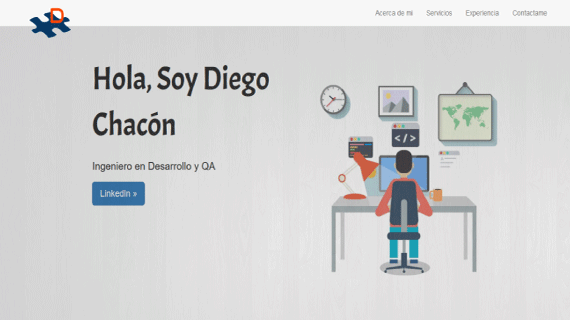 D
Acerca de mi Servicios Experiencia Contactame
Hola, Soy Diego
Chacón
Ingeniero en Desarrollo y QA
LinkedIn »
</>